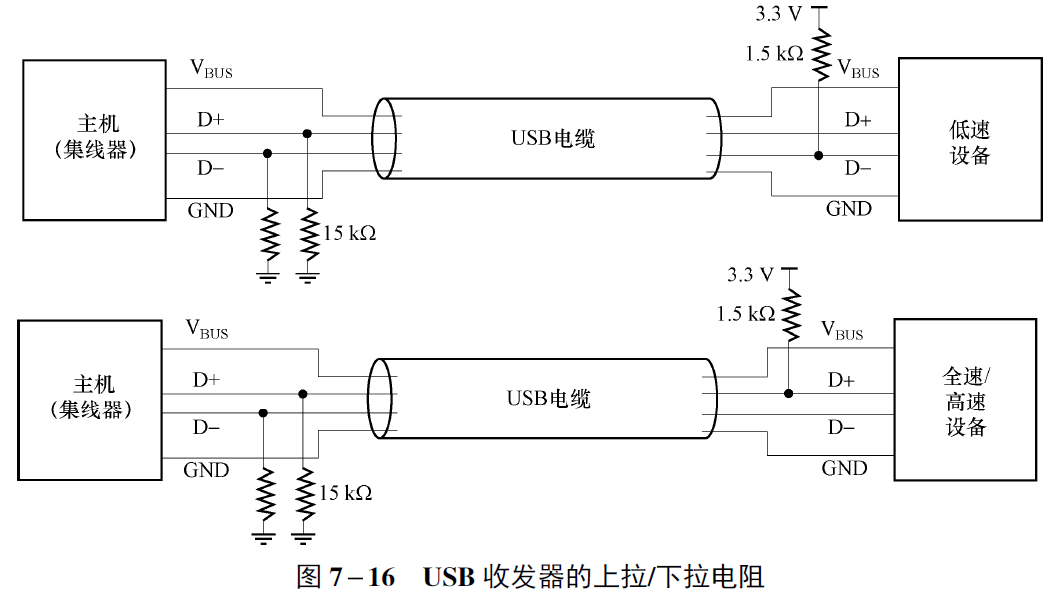 3.3 V
1.5 kΩ
VBUS
VBUS
主机
(集线器)
D+
D−
GND
USB电缆
D+
D−
GND
低速
设备
15 kΩ
3.3 V
1.5 kΩ
VBUS
VBUS
主机
(集线器)
D+
D−
GND
USB电缆
D+
D−
GND
全速/
高速
设备
15 kΩ
图 7−16 USB 收发器的上拉/下拉电阻